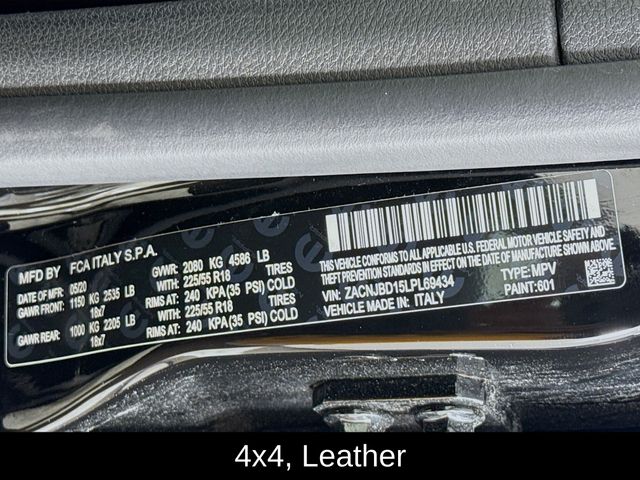 MFD BY FCA ITALY S.P.A.
DATE OF MFR: 05/20 GVWR: 2080 KG 4586 LB
GAWR FRONT: 1150 KG 2535 LB WITH: 225/55 R18 TIRES
18x7 RIMS AT: 240 KPA(35 PSI) COLD
GAWR REAR: 1000 KG 2205 LB WITH: 225/55 R18 TIRES
18x7 RIMS AT: 240 KPA(35 PSI) COLD
THIS VEHICLE CONFORMS TO ALL APPLICABLE U.S. FEDERAL MOTOR VEHICLE SAFETY AND
BUMPER STANDARDS IN EFFECT ON THE DATE OF MANUFACTURE SHOWN ABOVE.
VIN: ZACNJBD15LPL69434 TYPE: MPV
VEHICLE MADE IN: ITALY PAINT: 601
4x4, Leather